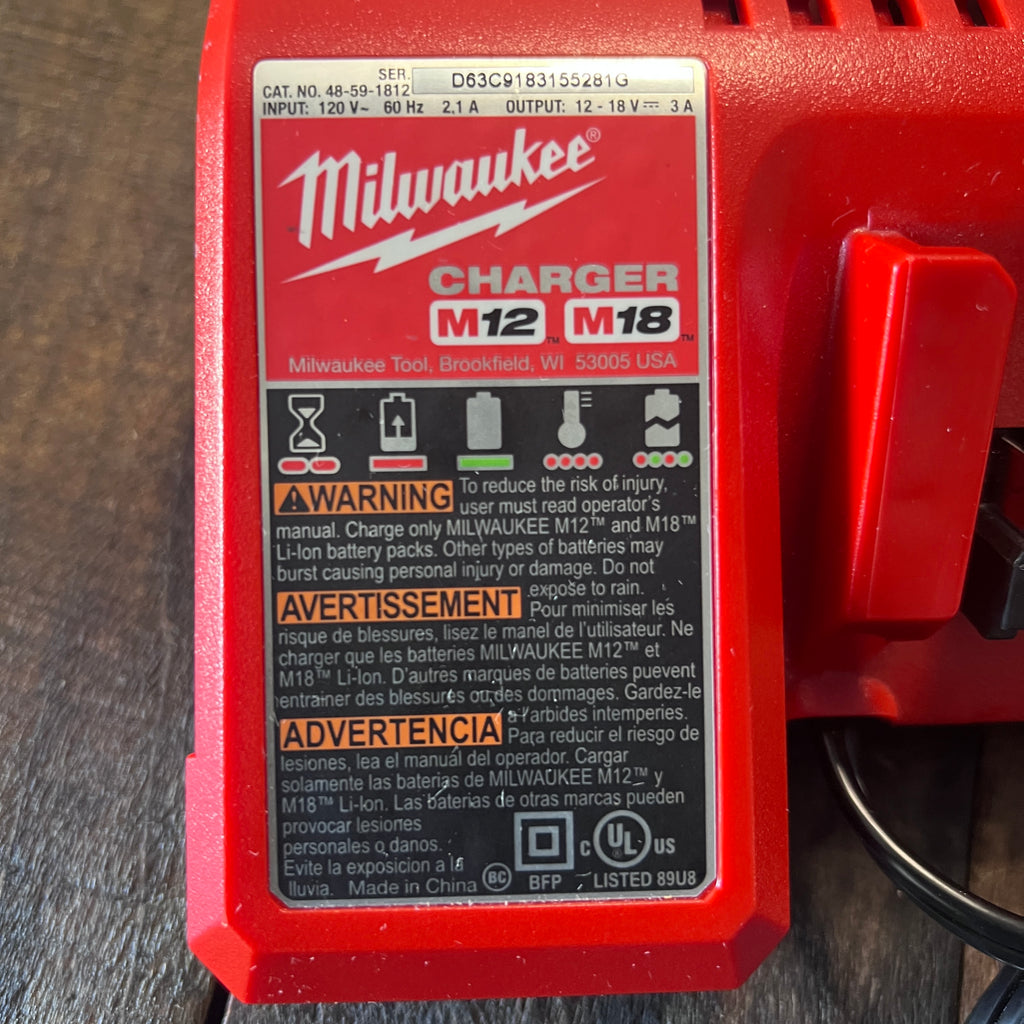 SER. D63C9183155281G
CAT. NO. 48-59-1812
INPUT: 120 V~ 60 Hz 2,1 A OUTPUT: 12 - 18 V⎓ 3 A
Milwaukee®
CHARGER
M12™ M18™
Milwaukee Tool, Brookfield, WI 53005 USA
⚠WARNING To reduce the risk of injury,
user must read operator's
manual. Charge only MILWAUKEE M12™ and M18™
Li-Ion battery packs. Other types of batteries may
burst causing personal injury or damage. Do not
expose to rain.
AVERTISSEMENT Pour minimiser les
risque de blessures, lisez le manel de l'utilisateur. Ne
charger que les batteries MILWAUKEE M12™ et
M18™ Li-Ion. D'autres marques de batteries puevent
entrainer des blessures ou des dommages. Gardez-le
a l'arbides intemperies.
ADVERTENCIA Para reducir el riesgo de
lesiones, lea el manual del operador. Cargar
solamente las baterias de MILWAUKEE M12™ y
M18™ Li-Ion. Las baterias de otras marcas pueden
provocar lesiones
personales o danos.
Evite la exposicion a la
lluvia. Made in China
BC BFP C UL® US
LISTED 89U8